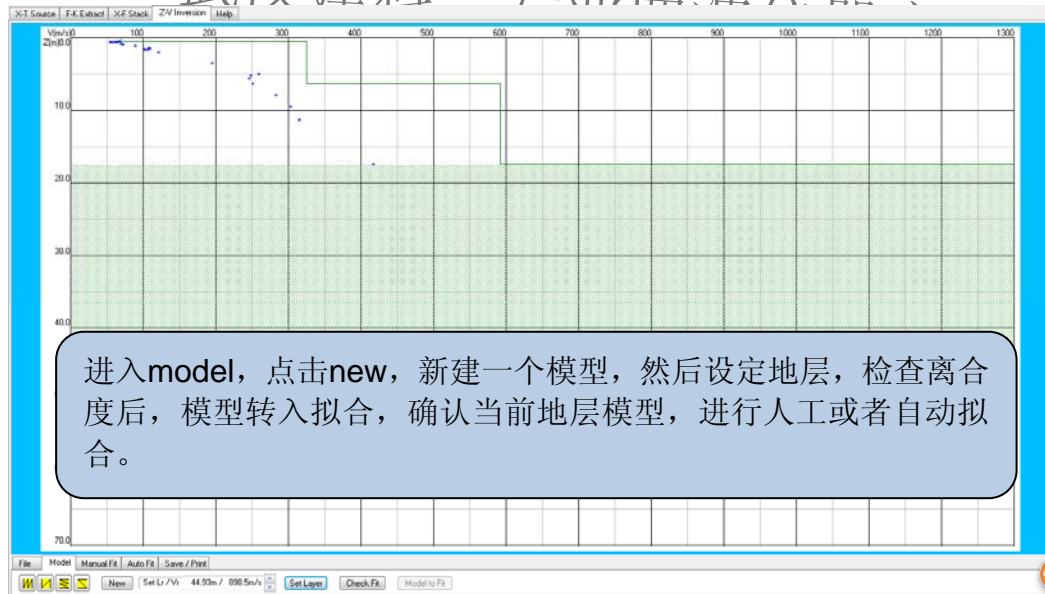 X-T Source F-K Extract X-F Stack Z-V Inversion Help
V(m/s)0 100 200 300 400 500 600 700 800 900 1000 1100 1200 1300
Z(m)0.0
10.0
20.0
30.0
40.0
进入model，点击new，新建一个模型，然后设定地层，检查离合
度后，模型转入拟合，确认当前地层模型，进行人工或者自动拟
合。
70.0
File Model Manual Fit Auto Fit Save / Print
New Set Lr / Vr 44.93m / 898.5m/s Set Layer Check Fit Model to Fit